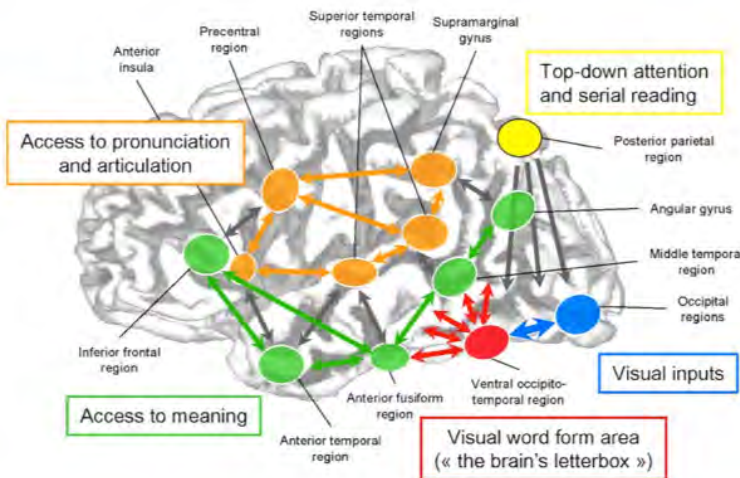 Superior temporal
regions
Supramarginal
gyrus
Precentral
region
Anterior
insula
Top-down attention
and serial reading
Access to pronunciation
and articulation
Posterior parietal
region
Angular gyrus
Middle temporal
region
Occipital
regions
Inferior frontal
region
Ventral occipito-
temporal region
Visual inputs
Anterior fusiform
region
Access to meaning
Anterior temporal
region
Visual word form area
(« the brain's letterbox »)